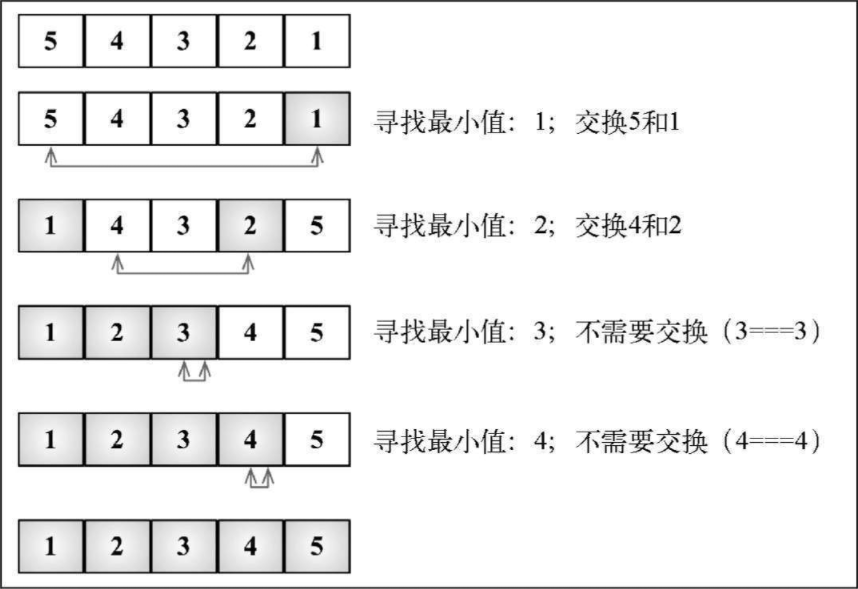 5 4 3 2 1
5 4 3 2 1 寻找最小值：1；交换5和1
1 4 3 2 5 寻找最小值：2；交换4和2
1 2 3 4 5 寻找最小值：3；不需要交换（3===3）
1 2 3 4 5 寻找最小值：4；不需要交换（4===4）
1 2 3 4 5